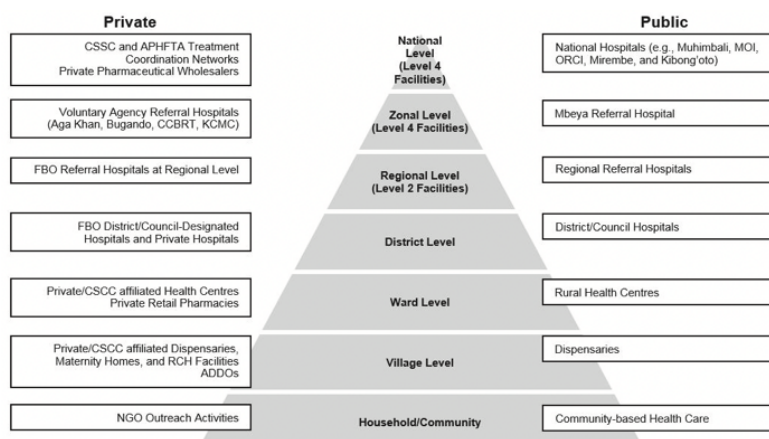 Private
Public
CSSC and APHFTA Treatment
Coordination Networks
Private Pharmaceutical Wholesalers
National
Level
(Level 4
Facilities)
National Hospitals (e.g., Muhimbali, MOI,
ORCI, Mirembe, and Kibong'oto)
Voluntary Agency Referral Hospitals
(Aga Khan, Bugando, CCBRT, KCMC)
Zonal Level
(Level 4 Facilities)
Mbeya Referral Hospital
FBO Referral Hospitals at Regional Level
Regional Level
(Level 2 Facilities)
Regional Referral Hospitals
FBO District/Council-Designated
Hospitals and Private Hospitals
District Level
District/Council Hospitals
Private/CSCC affiliated Health Centres
Private Retail Pharmacies
Ward Level
Rural Health Centres
Private/CSCC affiliated Dispensaries,
Maternity Homes, and RCH Facilities
ADDOs
Village Level
Dispensaries
NGO Outreach Activities
Household/Community
Community-based Health Care